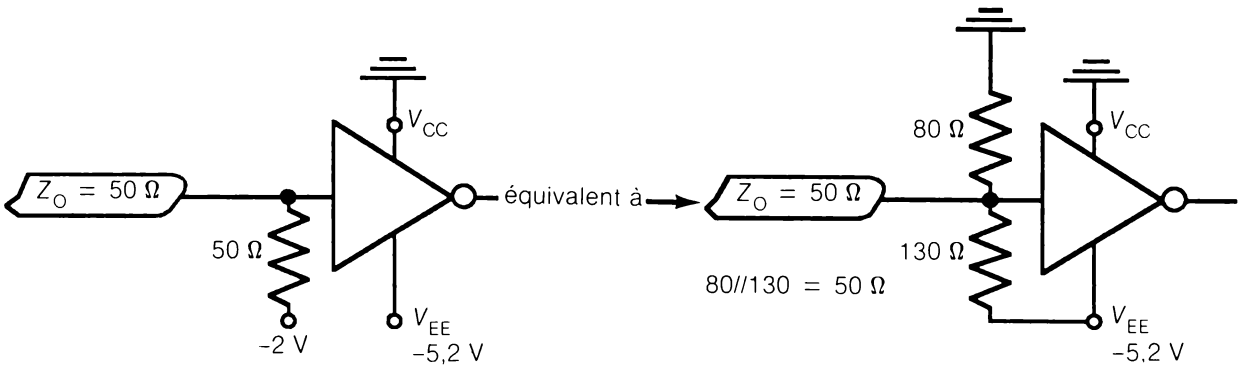 V_CC
Z_O = 50 Ω
50 Ω
-2 V
V_EE
-5,2 V
équivalent à
80 Ω
V_CC
Z_O = 50 Ω
130 Ω
80//130 = 50 Ω
V_EE
-5,2 V